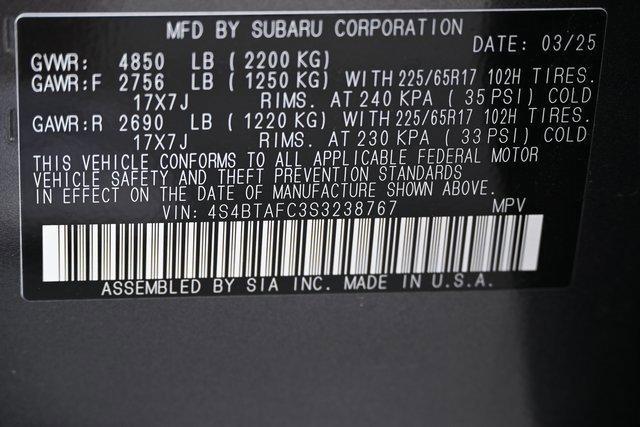 MFD BY SUBARU CORPORATION
DATE: 03/25
GVWR: 4850 LB (2200 KG)
GAWR:F 2756 LB (1250 KG) WITH 225/65R17 102H TIRES.
17X7J RIMS. AT 240 KPA (35 PSI) COLD
GAWR:R 2690 LB (1220 KG) WITH 225/65R17 102H TIRES.
17X7J RIMS. AT 230 KPA (33 PSI) COLD
THIS VEHICLE CONFORMS TO ALL APPLICABLE FEDERAL MOTOR
VEHICLE SAFETY AND THEFT PREVENTION STANDARDS
IN EFFECT ON THE DATE OF MANUFACTURE SHOWN ABOVE.
VIN: 4S4BTAFC3S3238767 MPV
ASSEMBLED BY SIA INC. MADE IN U.S.A.